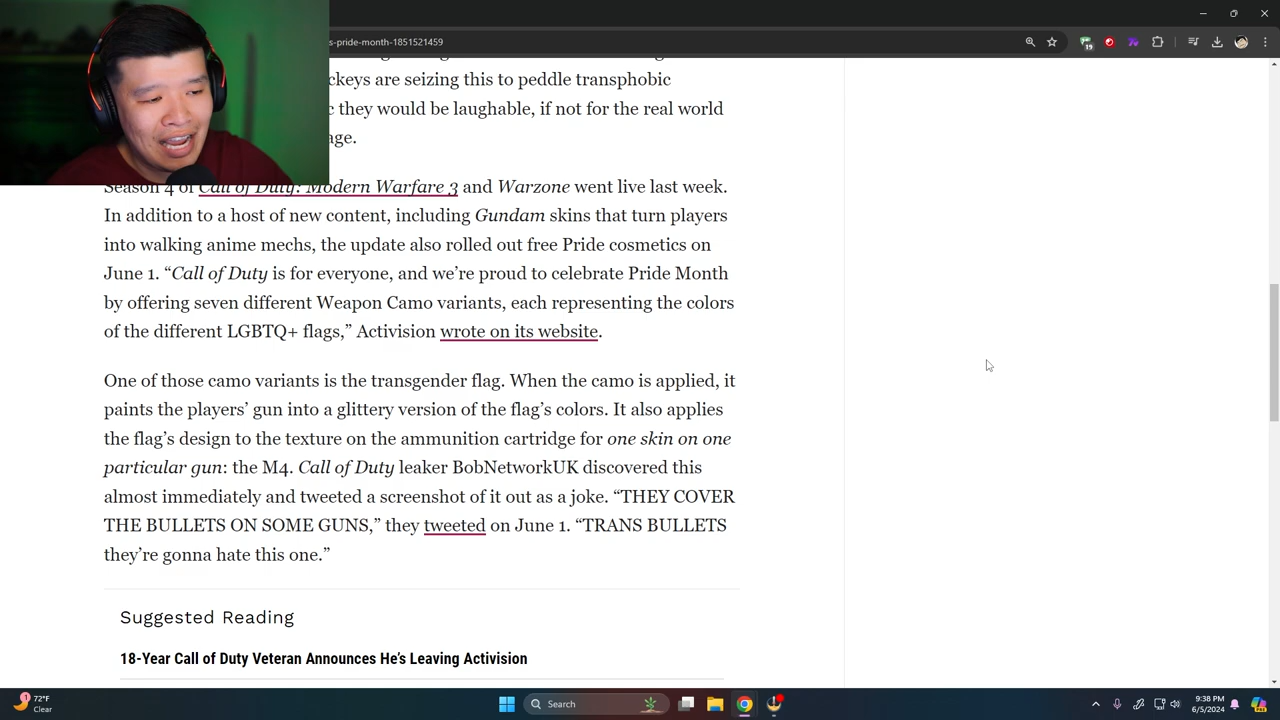 s-pride-month-1851521459
19
ckeys are seizing this to peddle transphobic
c they would be laughable, if not for the real world
age.
Season 4 of Call of Duty: Modern Warfare 3 and Warzone went live last week.
In addition to a host of new content, including Gundam skins that turn players
into walking anime mechs, the update also rolled out free Pride cosmetics on
June 1. “Call of Duty is for everyone, and we’re proud to celebrate Pride Month
by offering seven different Weapon Camo variants, each representing the colors
of the different LGBTQ+ flags,” Activision wrote on its website.
One of those camo variants is the transgender flag. When the camo is applied, it
paints the players’ gun into a glittery version of the flag’s colors. It also applies
the flag’s design to the texture on the ammunition cartridge for one skin on one
particular gun: the M4. Call of Duty leaker BobNetworkUK discovered this
almost immediately and tweeted a screenshot of it out as a joke. “THEY COVER
THE BULLETS ON SOME GUNS,” they tweeted on June 1. “TRANS BULLETS
they’re gonna hate this one.”
Suggested Reading
18-Year Call of Duty Veteran Announces He’s Leaving Activision
1
72°F
Clear
Search
9:38 PM
6/5/2024